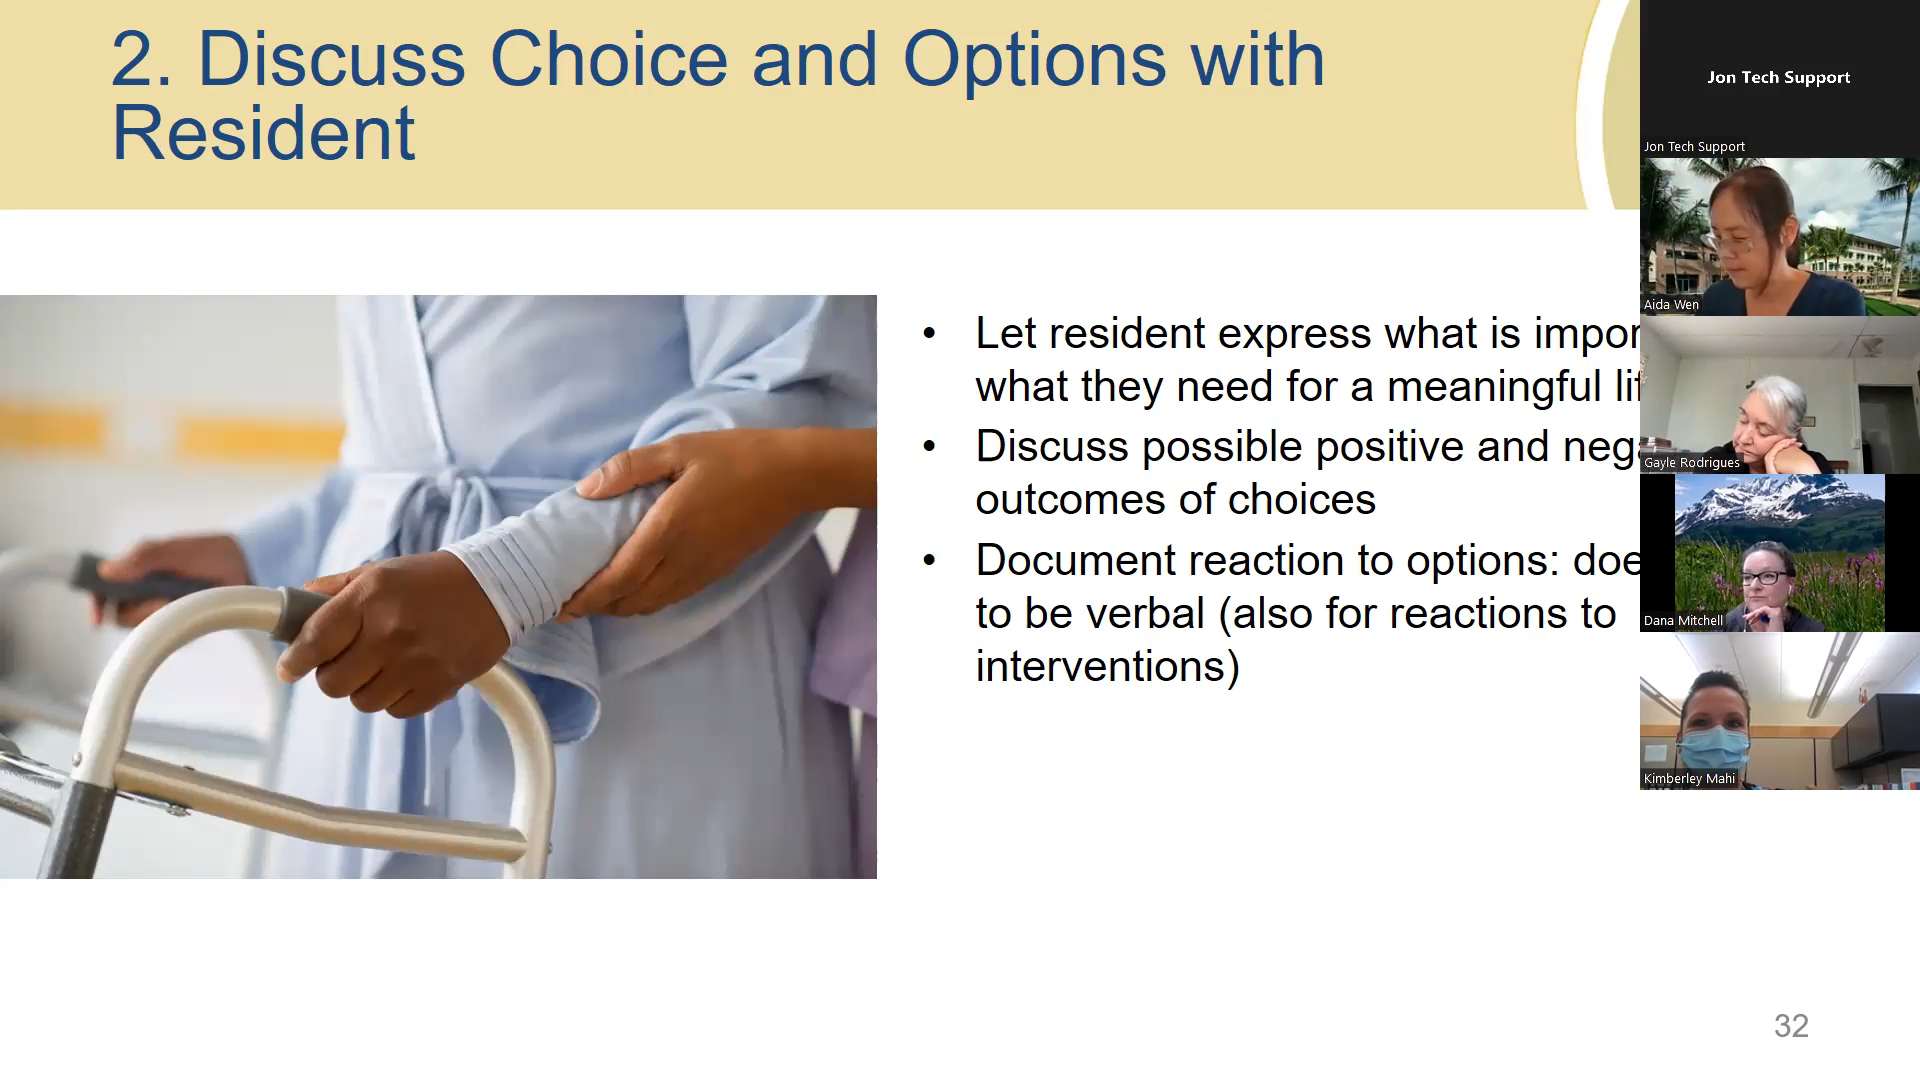 2. Discuss Choice and Options with
Resident
• Let resident express what is impor
what they need for a meaningful li
• Discuss possible positive and neg
outcomes of choices
• Document reaction to options: doe
to be verbal (also for reactions to
interventions)
32
Jon Tech Support
Jon Tech Support
Aida Wen
Gayle Rodrigues
Dana Mitchell
Kimberley Mahi